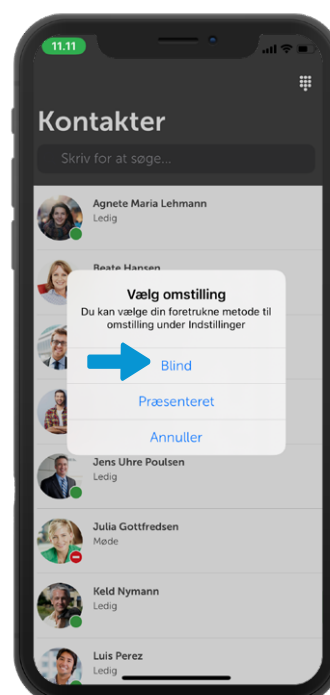 11.11
Kontakter
Skriv for at søge...
Agnete Maria Lehmann
Ledig
Beate Hansen
Vælg omstilling
Du kan vælge din foretrukne metode til
omstilling under Indstillinger
Blind
Præsenteret
Annuller
Jens Uhre Poulsen
Ledig
Julia Gottfredsen
Møde
Keld Nymann
Ledig
Luis Perez
Ledig